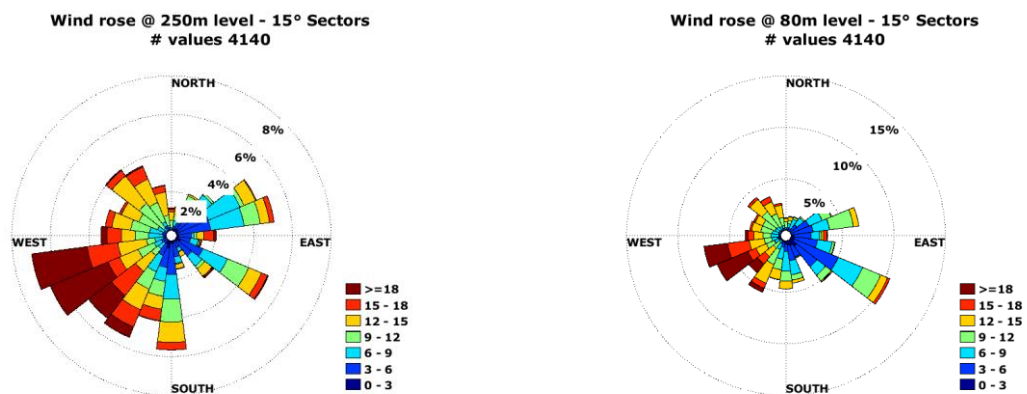 Wind rose @ 250m level - 15° Sectors
# values 4140
NORTH
8%
6%
4%
2%
WEST
EAST
SOUTH
>=18
15 - 18
12 - 15
9 - 12
6 - 9
3 - 6
0 - 3
Wind rose @ 80m level - 15° Sectors
# values 4140
NORTH
15%
10%
5%
WEST
EAST
SOUTH
>=18
15 - 18
12 - 15
9 - 12
6 - 9
3 - 6
0 - 3